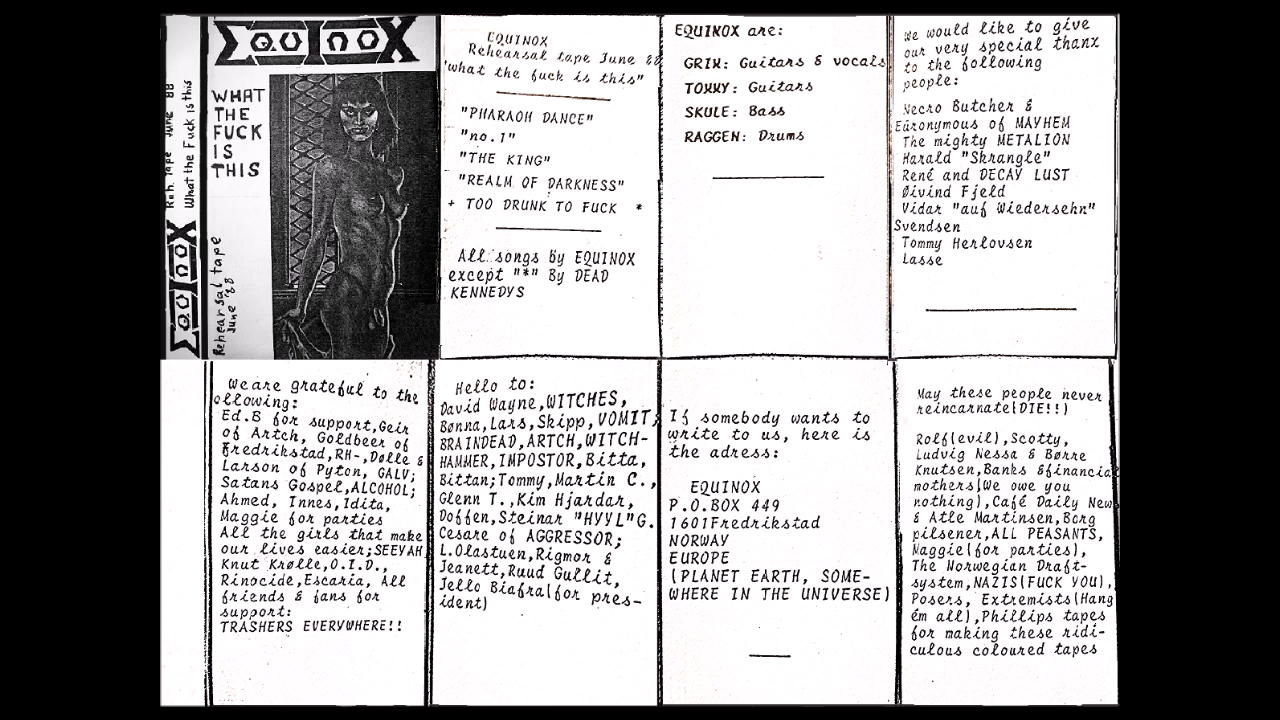 EQUINOX
Reh. Tape June 88
What the Fuck is this
EQUINOX
WHAT
THE
FUCK
IS
THIS
Rehearsal tape
June '88
EQUINOX
Rehearsal tape June 88
"what the fuck is this"
"PHARAOH DANCE"
"no.1"
"THE KING"
"REALM OF DARKNESS"
+ TOO DRUNK TO FUCK *
All songs by EQUINOX
except "*" By DEAD
KENNEDYS
EQUINOX are:
GRIM: Guitars & vocals
TOMMY: Guitars
SKULE: Bass
RAGGEN: Drums
We would like to give
our very special thanx
to the following
people:
Necro Butcher &
Euronymous of MAYHEM
The mighty METALION
Harald "Skrangle"
René and DECAY LUST
Øivind Fjeld
Vidar "auf Wiedersehn"
Svendsen
Tommy Herlovsen
Lasse
We are grateful to the
ollowing:
Ed.B for support,Geir
of Artch, Goldbeer of
Fredrikstad,RH-,Dølle &
Larson of Pyton, GALV;
Satans Gospel,ALCOHOL;
Ahmed, Innes,Idita,
Maggie for parties
All the girls that make
our lives easier;SEEYAH
Knut Krølle,O.I.D.,
Rinocide,Escaria, All
friends & fans for
support:
TRASHERS EVERYWHERE!!
Hello to:
David Wayne,WITCHES,
Bønna,Lars,Skipp,VOMIT;
BRAINDEAD,ARTCH,WITCH-
HAMMER,IMPOSTOR,Bitta,
Bittan;Tommy,Martin C.,
Glenn T.,Kim Hjardar,
Doffen,Steinar "HYYL"G.
Cesare of AGGRESSOR;
L.Olastuen,Rigmor &
Jeanett,Ruud Gullit,
Jello Biafra(for pres-
ident)
If somebody wants to
write to us, here is
the adress:
EQUINOX
P.O.BOX 449
1601Fredrikstad
NORWAY
EUROPE
(PLANET EARTH, SOME-
WHERE IN THE UNIVERSE)
May these people never
reincarnate(DIE!!)
Rolf(evil),Scotty,
Ludvig Nessa & Børre
Knutsen,Banks &financial
mothers(We owe you
nothing),Café Daily New
& Atle Martinsen,Borg
pilsener,ALL PEASANTS,
Maggie(for parties),
The Norwegian Draft-
system,NAZIS(FUCK YOU),
Posers, Extremists(Hang
ém all),Phillips tapes
for making these ridi-
culous coloured tapes